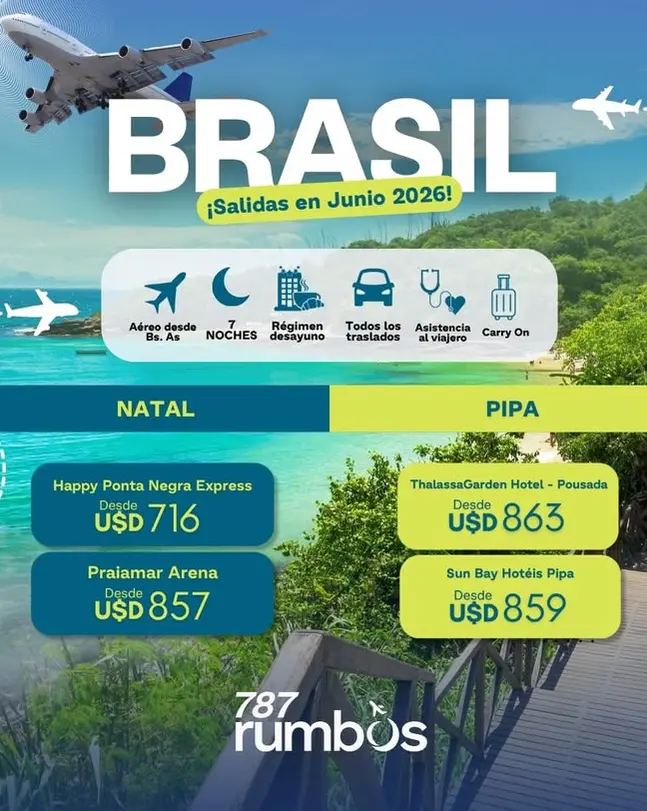 BRASIL
¡Salidas en Junio 2026!
Aéreo desde
Bs. As
7
NOCHES
Régimen
desayuno
Todos los
traslados
Asistencia
al viajero
Carry On
NATAL
PIPA
Happy Ponta Negra Express
Desde
U$D 716
Praiamar Arena
Desde
U$D 857
ThalassaGarden Hotel - Pousada
Desde
U$D 863
Sun Bay Hotéis Pipa
Desde
U$D 859
787
rumbos